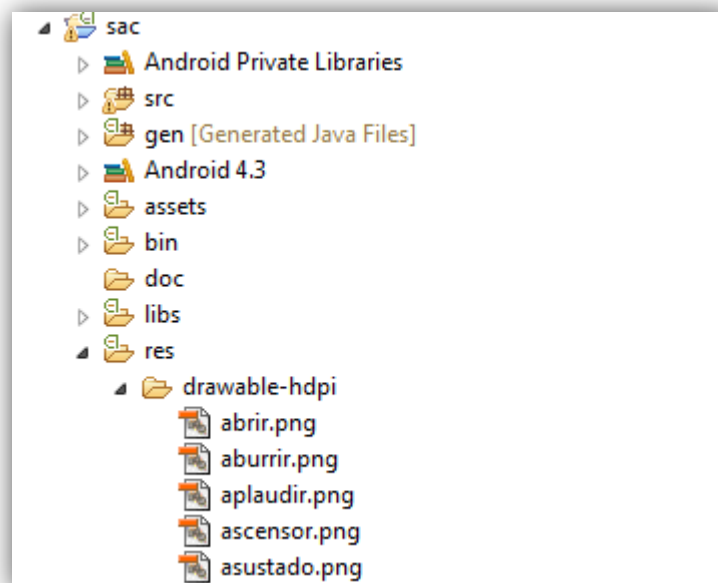 sac
Android Private Libraries
src
gen [Generated Java Files]
Android 4.3
assets
bin
doc
libs
res
drawable-hdpi
abrir.png
aburrir.png
aplaudir.png
ascensor.png
asustado.png